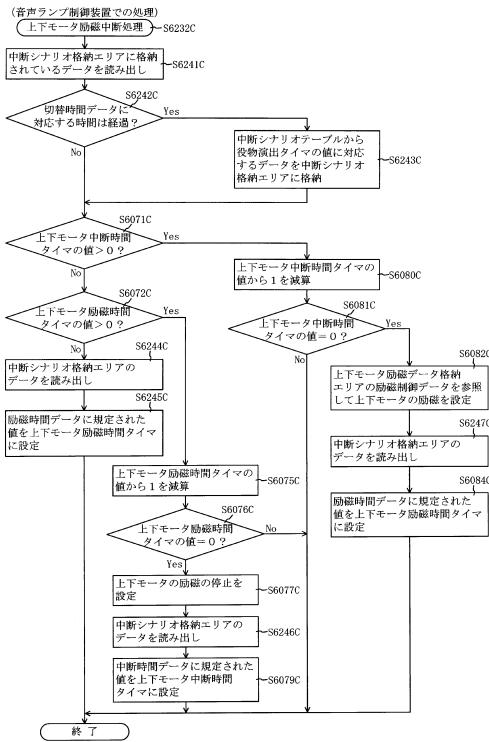 (音声ランプ制御装置での処理)
上下モータ励磁中断処理
S6232C
中断シナリオ格納エリアに格納
されているデータを読み出し
S6241C
S6242C
切替時間データに
対応する時間は経過?
Yes
No
中断シナリオテーブルから
役物演出タイマの値に対応
するデータを中断シナリオ
格納エリアに格納
S6243C
S6071C
上下モータ中断時間
タイマの値>0?
Yes
No
上下モータ中断時間タイマの
値から1を減算
S6080C
S6072C
上下モータ励磁時間
タイマの値>0?
Yes
No
S6081C
上下モータ中断時間
タイマの値=0?
Yes
No
S6244C
中断シナリオ格納エリアの
データを読み出し
S6082C
上下モータ励磁データ格納
エリアの励磁制御データを参照
して上下モータの励磁を設定
S6245C
励磁時間データに規定された
値を上下モータ励磁時間タイマ
に設定
S6247C
中断シナリオ格納エリアの
データを読み出し
上下モータ励磁時間タイマの
値から1を減算
S6075C
S6084C
励磁時間データに規定された
値を上下モータ励磁時間タイマ
に設定
S6076C
上下モータ励磁時間
タイマの値=0?
No
Yes
上下モータの励磁の停止を
設定
S6077C
中断シナリオ格納エリアの
データを読み出し
S6246C
中断時間データに規定された
値を上下モータ中断時間
タイマに設定
S6079C
終了